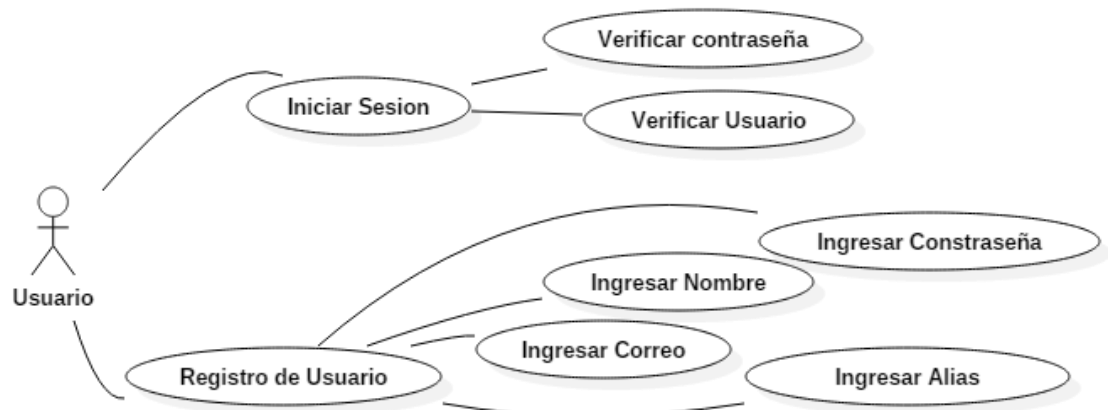 Verificar contraseña
Iniciar Sesion
Verificar Usuario
Ingresar Constraseña
Ingresar Nombre
Usuario
Ingresar Correo
Registro de Usuario
Ingresar Alias